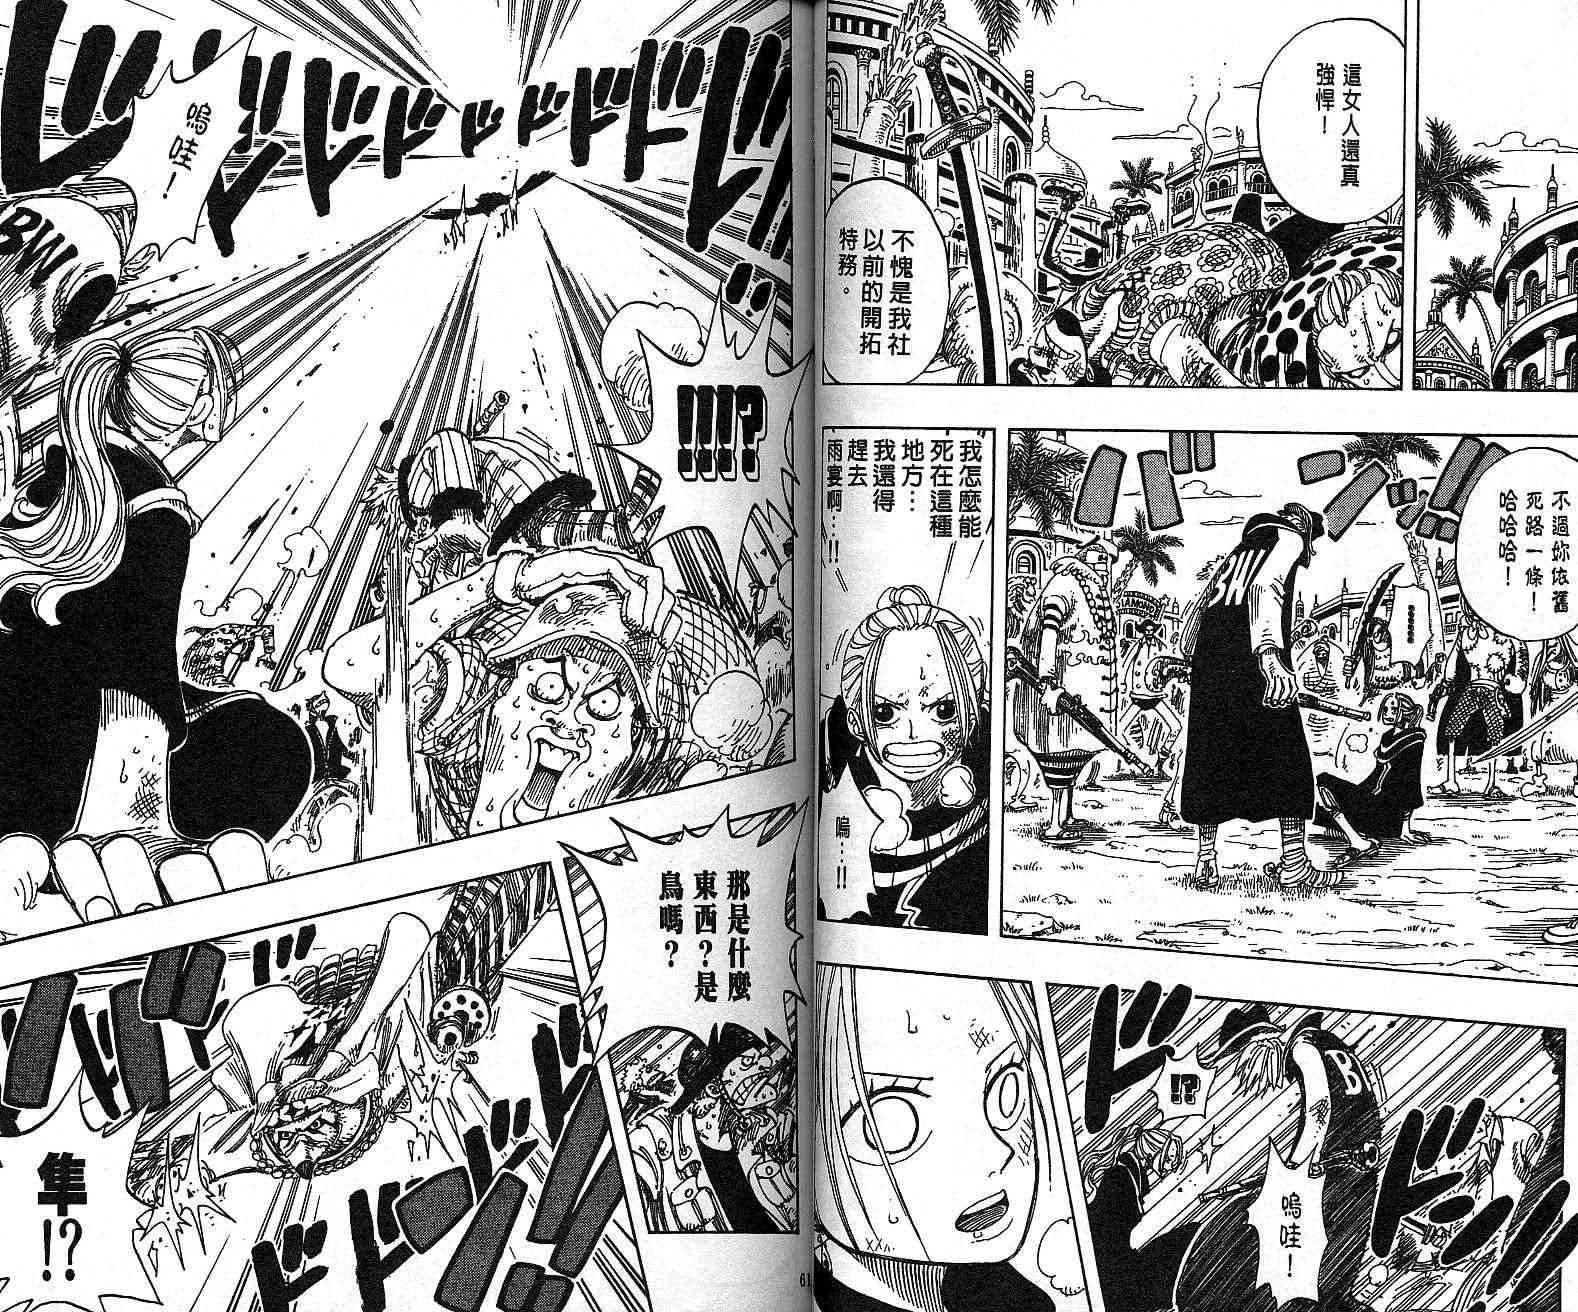 這女人還真
強悍！
不愧是我社
以前的開拓
特務。
不過妳依舊
死路一條！
哈哈哈！
我怎麼能
死在這種
地方…
我還得
趕去
雨宴啊…!!
嗚…!!
!?
嗚哇！
嗚哇！
!!!!?
那是什麼
東西？是
鳥嗎？
隼!?
BW
B
61